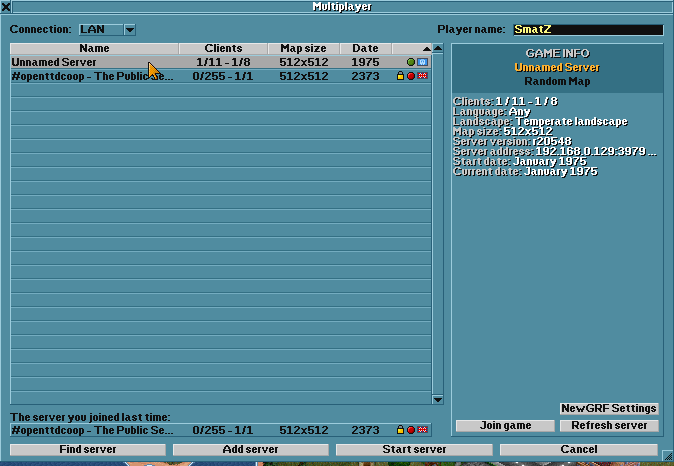 Multiplayer
Connection: LAN Player name: SmatZ
Name Clients Map size Date
Unnamed Server 1/11 - 1/8 512x512 1975
#openttdcoop - The Public Se... 0/255 - 1/1 512x512 2373
GAME INFO
Unnamed Server
Random Map
Clients: 1 / 11 - 1 / 8
Language: Any
Landscape: Temperate landscape
Map size: 512x512
Server version: r20548
Server address: 192.168.0.129:3979 ...
Start date: January 1975
Current date: January 1975
The server you joined last time:
#openttdcoop - The Public Se... 0/255 - 1/1 512x512 2373
NewGRF Settings
Join game Refresh server
Find server Add server Start server Cancel